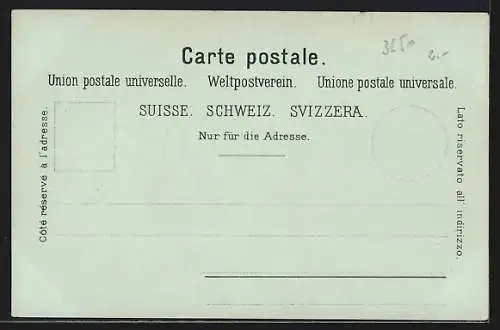 Carte postale.
Union postale universelle. Weltpostverein. Unione postale universale.
SUISSE. SCHWEIZ. SVIZZERA.
Nur für die Adresse.
Côté réservé à l'adresse.
Lato riservato all' indirizzo.